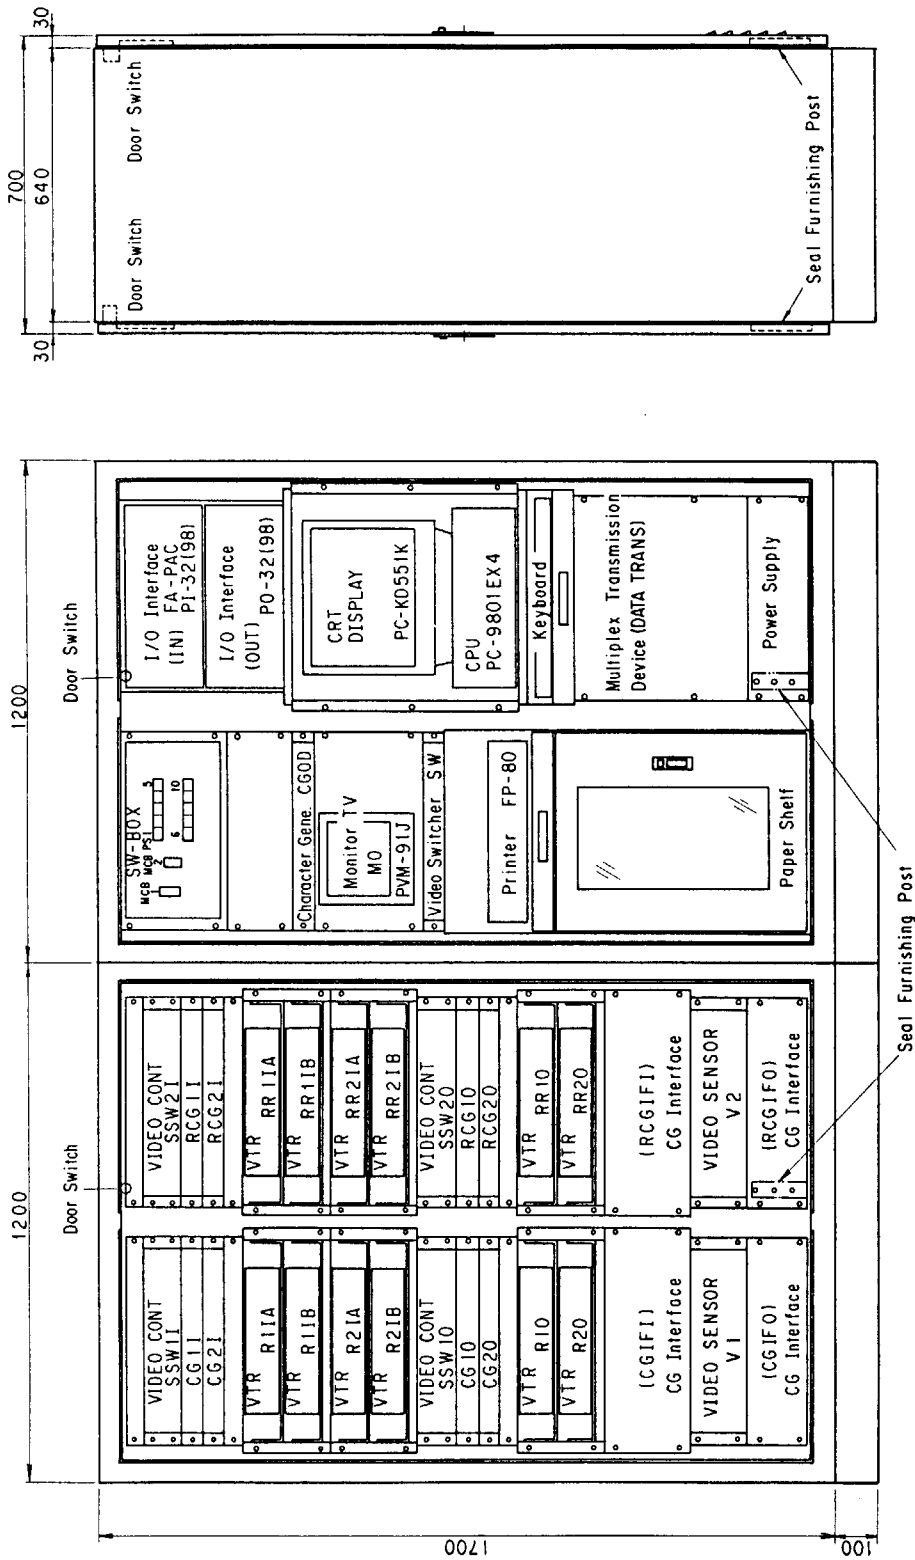 30
700
640
30
Door Switch
Door Switch
Seal Furnishing Post
1200
1200
1700
100
Door Switch
Door Switch
VIDEO CONT
SSW1I
CG1I
CG2I
VTR R1IA
VTR R1IB
VTR R2IA
VTR R2IB
VIDEO CONT
SSW1O
CG1O
CG2O
VTR R1O
VTR R2O
(CGIFI)
CG Interface
VIDEO SENSOR
V1
(CGIFO)
CG Interface
VIDEO CONT
SSW2I
RCG1I
RCG2I
VTR RR1IA
VTR RR1IB
VTR RR2IA
VTR RR2IB
VIDEO CONT
SSW2O
RCG1O
RCG2O
VTR RR1O
VTR RR2O
(RCGIFI)
CG Interface
VIDEO SENSOR
V2
(RCGIFO)
CG Interface
SW-BOX
MCB MCB PS1 5
2
6 10
Character Gene. CGOD
Monitor TV
MO
PVM-91J
Video Switcher SW
Printer FP-80
Paper Shelf
I/O Interface
(IN) FA-PAC
PI-32(98)
I/O Interface
(OUT) PO-32(98)
CRT
DISPLAY
PC-KD551K
CPU
PC-9801EX4
Keyboard
Multiplex Transmission
Device (DATA TRANS)
Power Supply
Seal Furnishing Post